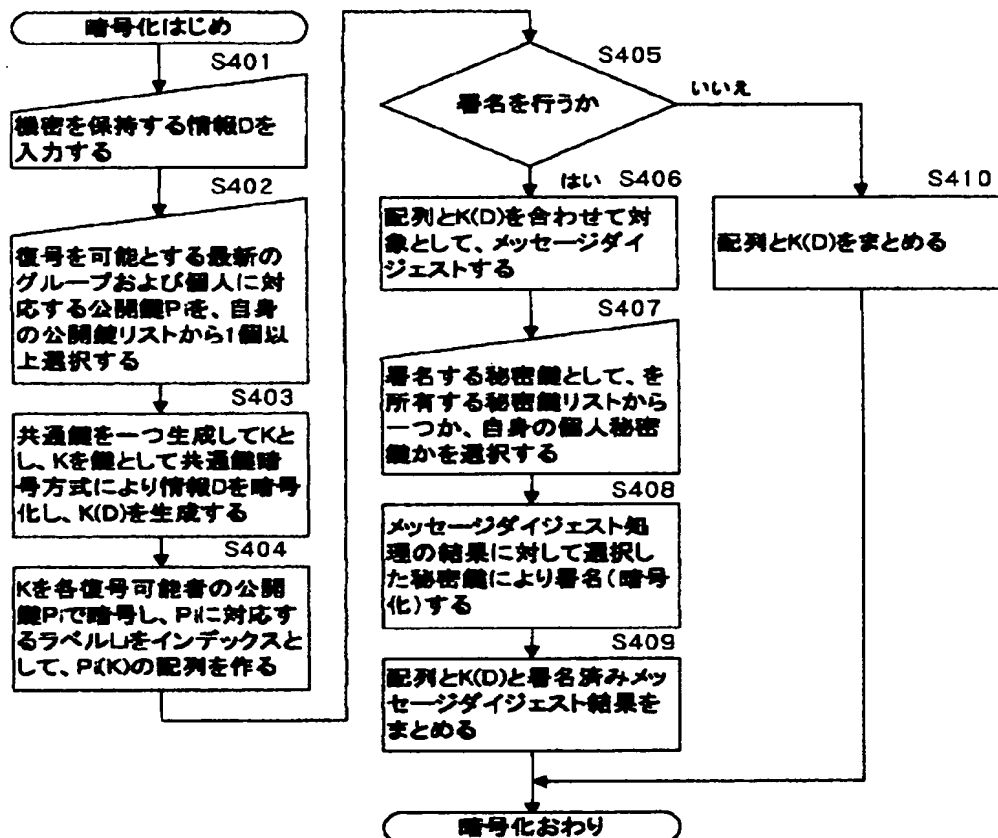 暗号化はじめ
S401
機密を保持する情報Dを
入力する
S402
復号を可能とする最新の
グループおよび個人に対
応する公開鍵Piを、自身
の公開鍵リストから1個以
上選択する
S403
共通鍵を一つ生成してKと
し、Kを鍵として共通鍵暗
号方式により情報Dを暗号
化し、K(D)を生成する
S404
Kを各復号可能者の公開
鍵Piで暗号し、Piに対応す
るラベルLiをインデックスと
して、Pi(K)の配列を作る
S405
署名を行うか
いいえ
はい
S406
配列とK(D)を合わせて対
象として、メッセージダイ
ジェストする
S407
署名する秘密鍵として、を
所有する秘密鍵リストから
一つか、自身の個人秘密
鍵かを選択する
S408
メッセージダイジェスト処
理の結果に対して選択し
た秘密鍵により署名(暗号
化)する
S409
配列とK(D)と署名済みメッ
セージダイジェスト結果を
まとめる
S410
配列とK(D)をまとめる
暗号化おわり